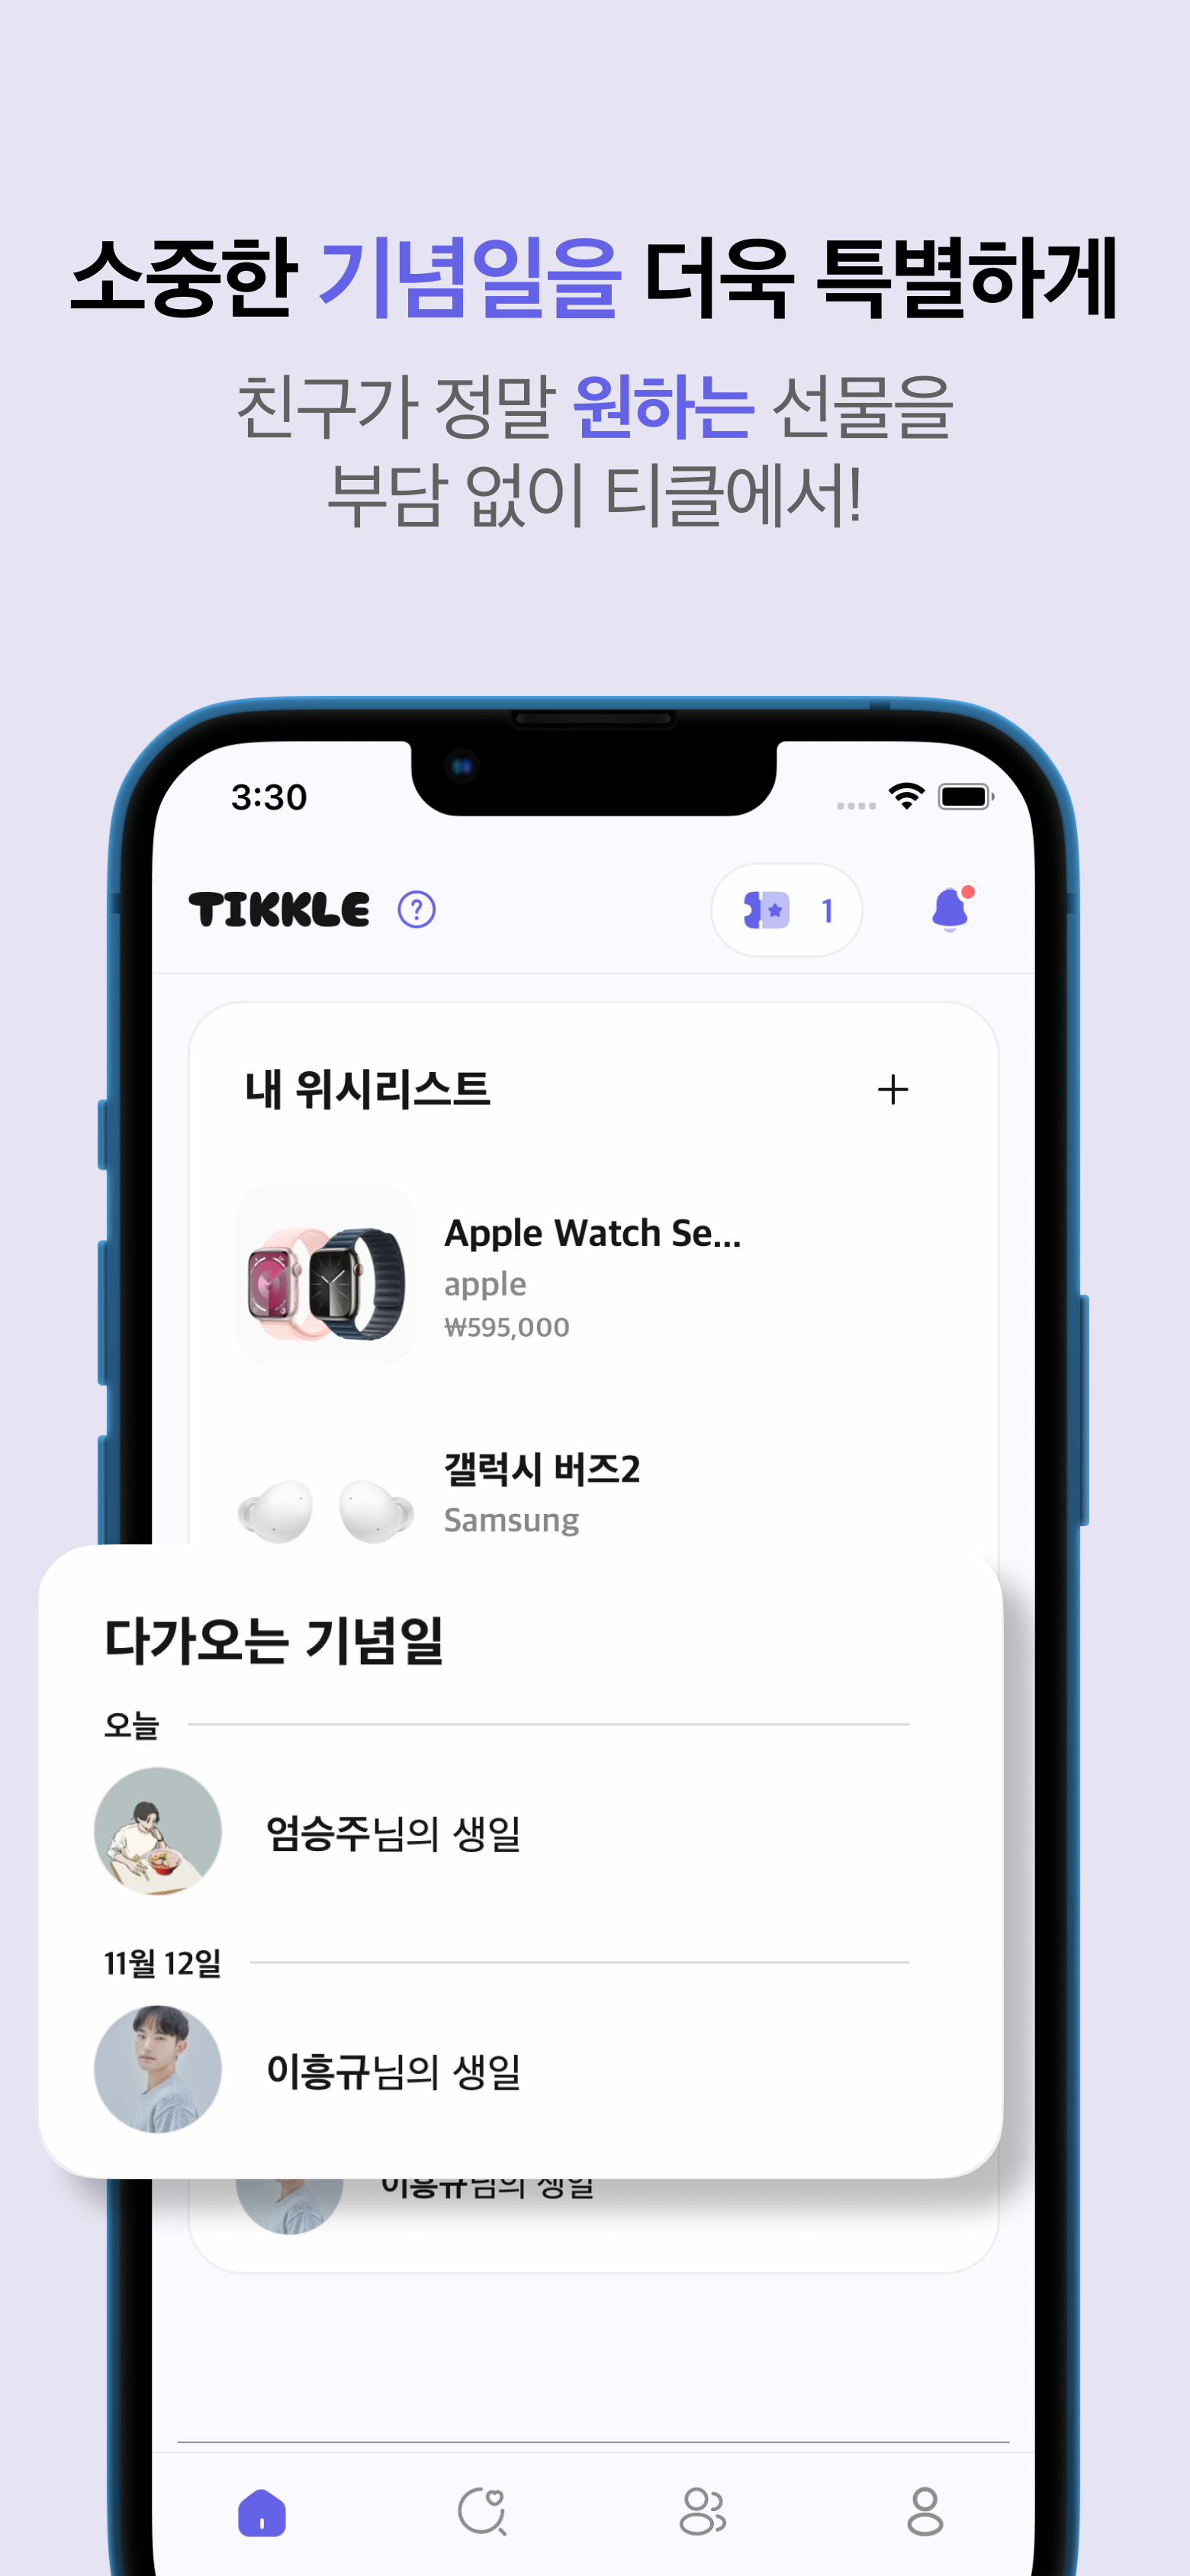 소중한 기념일을 더욱 특별하게
친구가 정말 원하는 선물을
부담 없이 티클에서!
3:30
TIKKLE ?
1
내 위시리스트
Apple Watch Se...
apple
₩595,000
갤럭시 버즈2
Samsung
다가오는 기념일
오늘
엄승주님의 생일
11월 12일
이흥규님의 생일
이흥규님의 생일